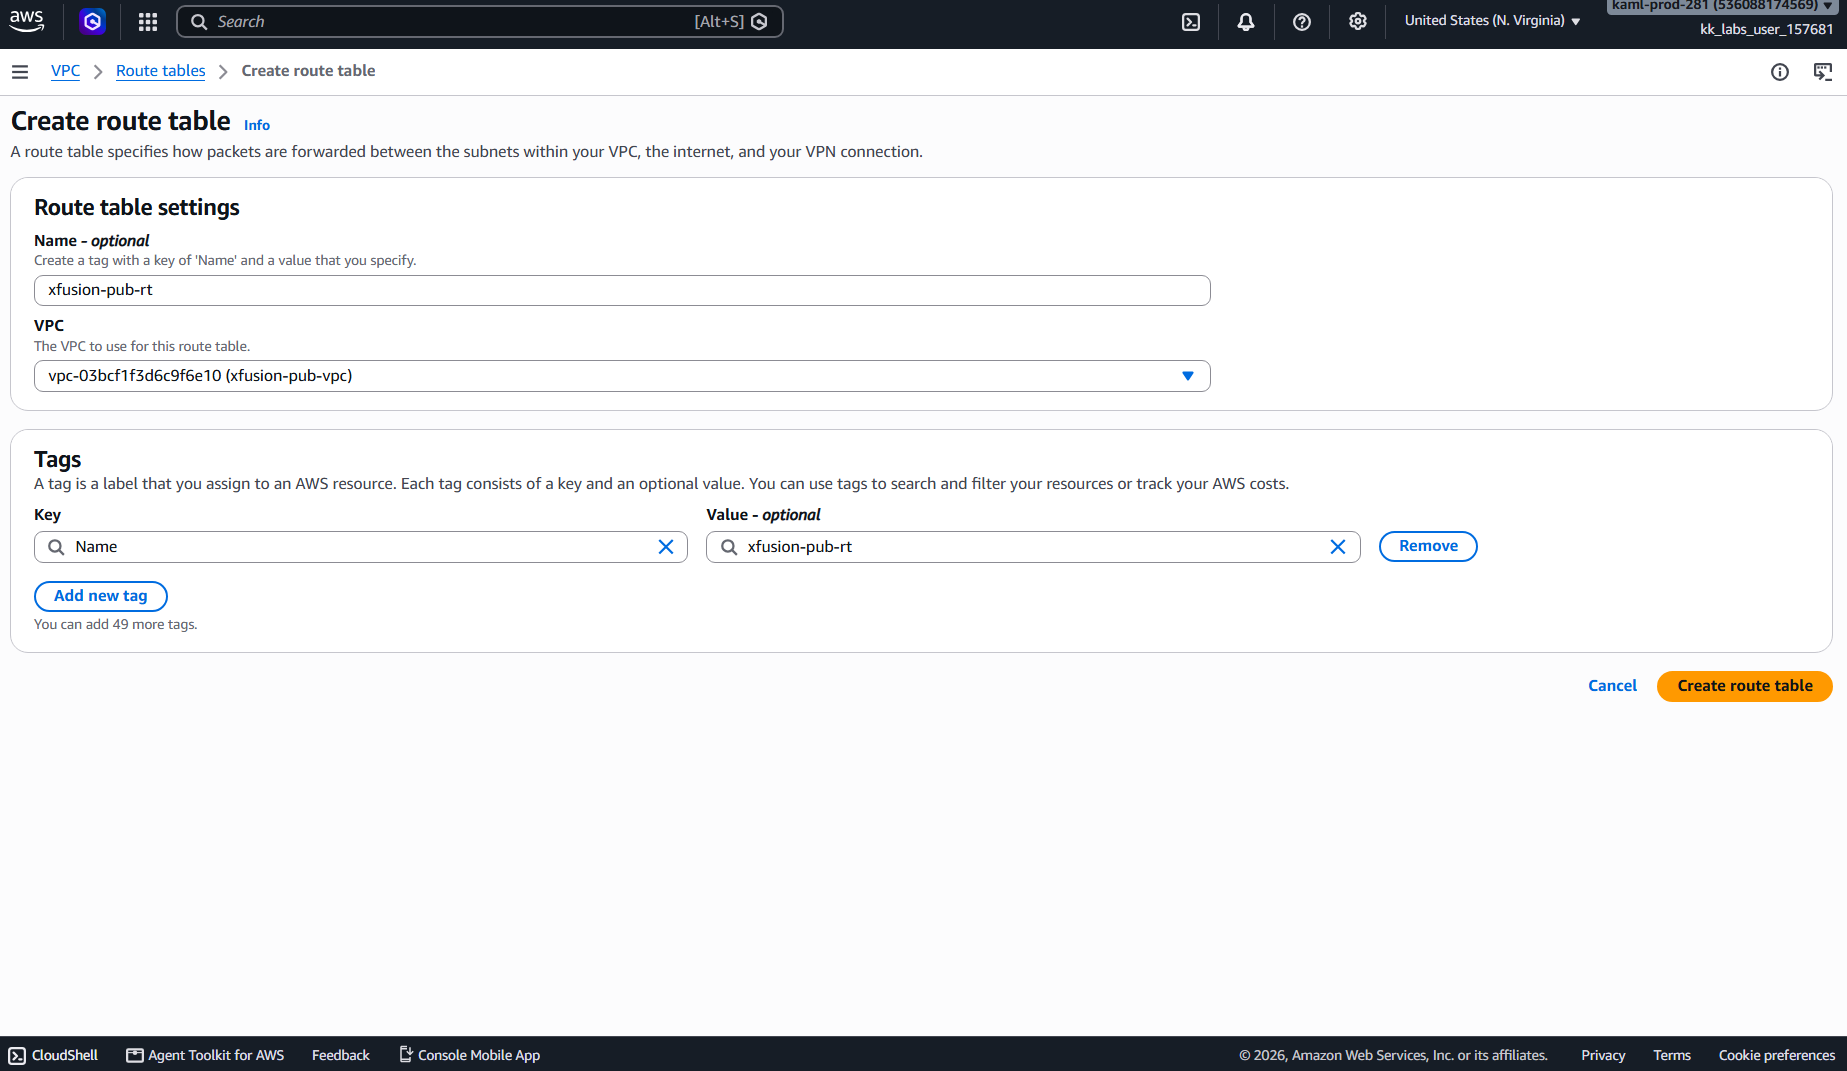 aws
Search [Alt+S]
United States (N. Virginia)
kaml-prod-281 (536088174569)
kk_labs_user_157681
VPC > Route tables > Create route table
Create route table Info
A route table specifies how packets are forwarded between the subnets within your VPC, the internet, and your VPN connection.
Route table settings
Name - optional
Create a tag with a key of 'Name' and a value that you specify.
xfusion-pub-rt
VPC
The VPC to use for this route table.
vpc-03bcf1f3d6c9f6e10 (xfusion-pub-vpc)
Tags
A tag is a label that you assign to an AWS resource. Each tag consists of a key and an optional value. You can use tags to search and filter your resources or track your AWS costs.
Key Value - optional
Name xfusion-pub-rt Remove
Add new tag
You can add 49 more tags.
Cancel Create route table
CloudShell Agent Toolkit for AWS Feedback Console Mobile App © 2026, Amazon Web Services, Inc. or its affiliates. Privacy Terms Cookie preferences